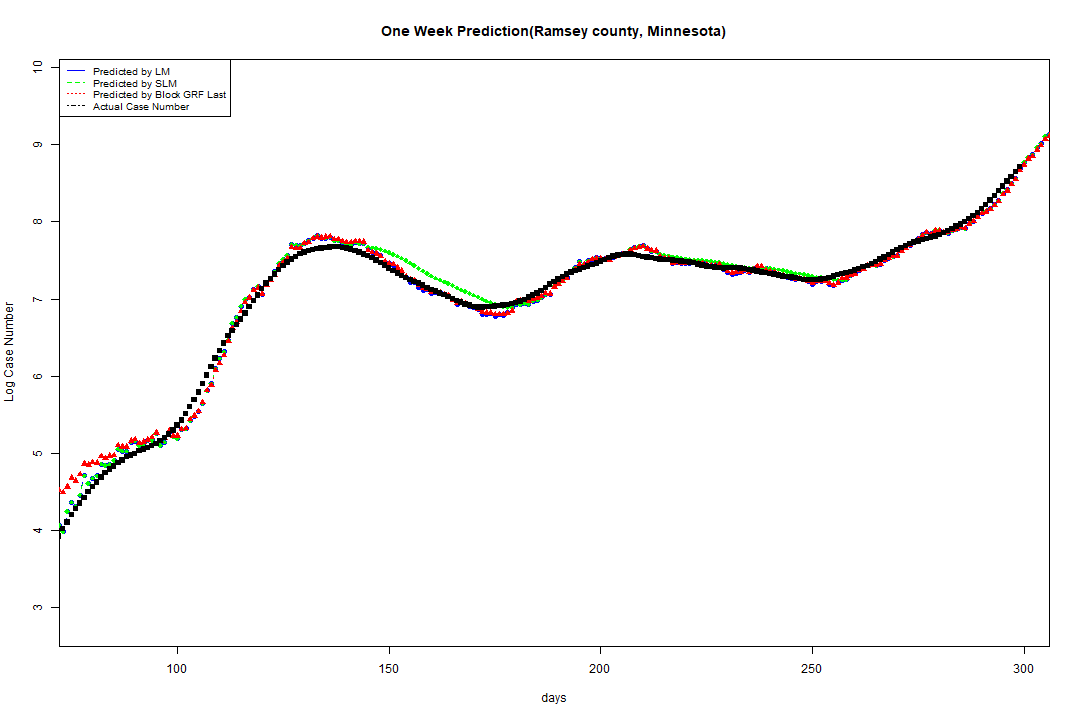 One Week Prediction(Ramsey county, Minnesota)
Predicted by LM
Predicted by SLM
Predicted by Block GRF Last
Actual Case Number
10
9
8
7
6
5
4
3
Log Case Number
100 150 200 250 300
days